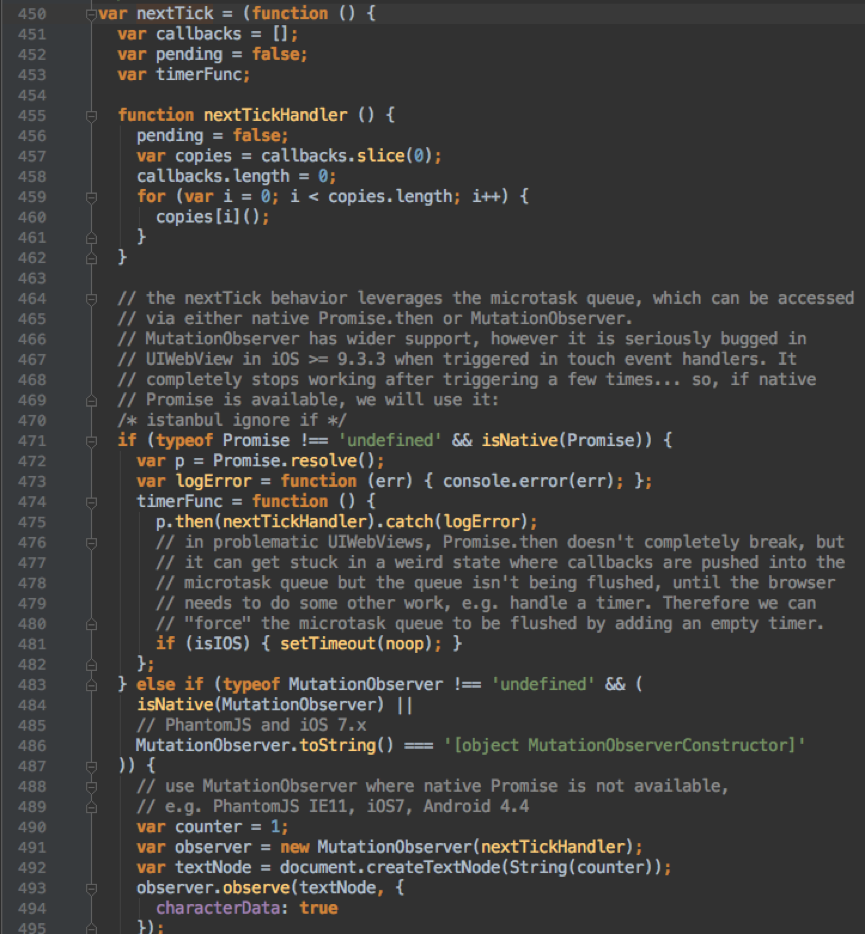 450 var nextTick = (function () {
451 var callbacks = [];
452 var pending = false;
453 var timerFunc;
454
455 function nextTickHandler () {
456 pending = false;
457 var copies = callbacks.slice(0);
458 callbacks.length = 0;
459 for (var i = 0; i < copies.length; i++) {
460 copies[i]();
461 }
462 }
463
464 // the nextTick behavior leverages the microtask queue, which can be accessed
465 // via either native Promise.then or MutationObserver.
466 // MutationObserver has wider support, however it is seriously bugged in
467 // UIWebView in iOS >= 9.3.3 when triggered in touch event handlers. It
468 // completely stops working after triggering a few times... so, if native
469 // Promise is available, we will use it:
470 /* istanbul ignore if */
471 if (typeof Promise !== 'undefined' && isNative(Promise)) {
472 var p = Promise.resolve();
473 var logError = function (err) { console.error(err); };
474 timerFunc = function () {
475 p.then(nextTickHandler).catch(logError);
476 // in problematic UIWebViews, Promise.then doesn't completely break, but
477 // it can get stuck in a weird state where callbacks are pushed into the
478 // microtask queue but the queue isn't being flushed, until the browser
479 // needs to do some other work, e.g. handle a timer. Therefore we can
480 // "force" the microtask queue to be flushed by adding an empty timer.
481 if (isIOS) { setTimeout(noop); }
482 };
483 } else if (typeof MutationObserver !== 'undefined' && (
484 isNative(MutationObserver) ||
485 // PhantomJS and iOS 7.x
486 MutationObserver.toString() === '[object MutationObserverConstructor]'
487 )) {
488 // use MutationObserver where native Promise is not available,
489 // e.g. PhantomJS IE11, iOS7, Android 4.4
490 var counter = 1;
491 var observer = new MutationObserver(nextTickHandler);
492 var textNode = document.createTextNode(String(counter));
493 observer.observe(textNode, {
494 characterData: true
495 });